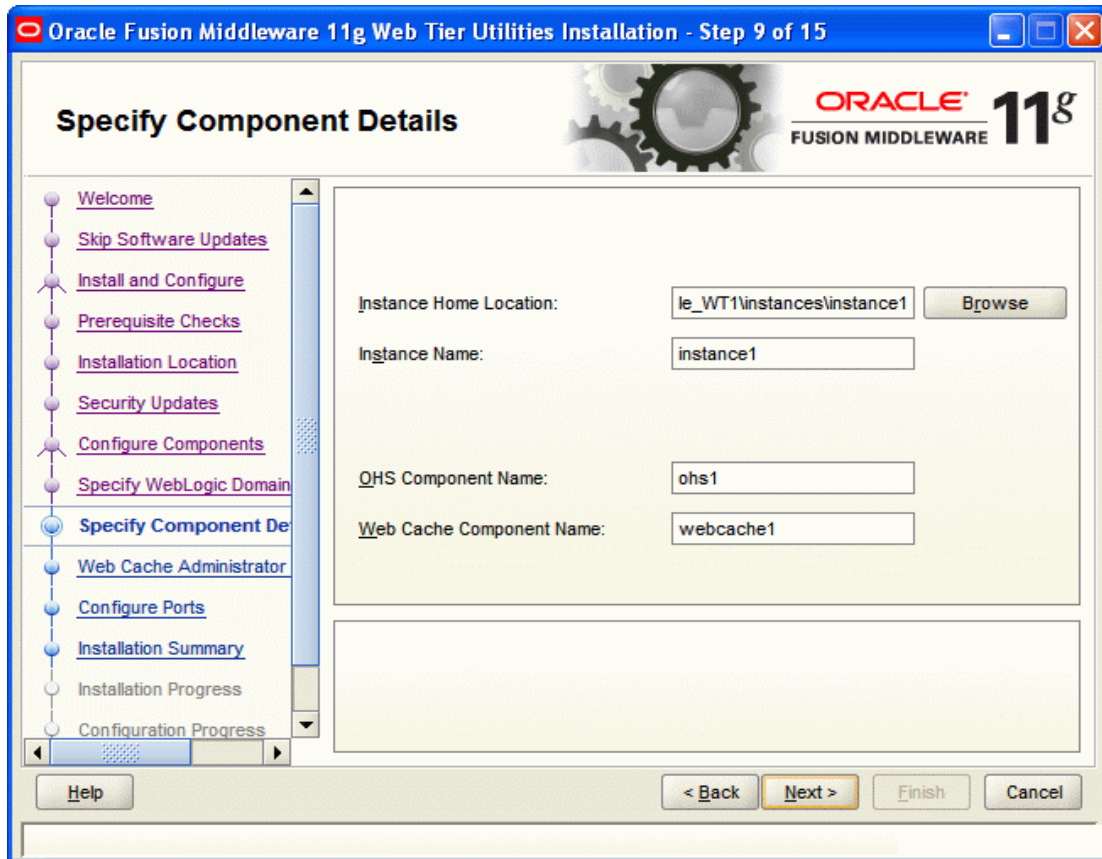 Oracle Fusion Middleware 11g Web Tier Utilities Installation - Step 9 of 15
Specify Component Details
ORACLE
FUSION MIDDLEWARE 11g
Welcome
Skip Software Updates
Install and Configure
Prerequisite Checks
Installation Location
Security Updates
Configure Components
Specify WebLogic Domain
Specify Component De
Web Cache Administrator
Configure Ports
Installation Summary
Installation Progress
Configuration Progress
Instance Home Location: le_WT1\instances\instance1 Browse
Instance Name: instance1
OHS Component Name: ohs1
Web Cache Component Name: webcache1
Help < Back Next > Finish Cancel